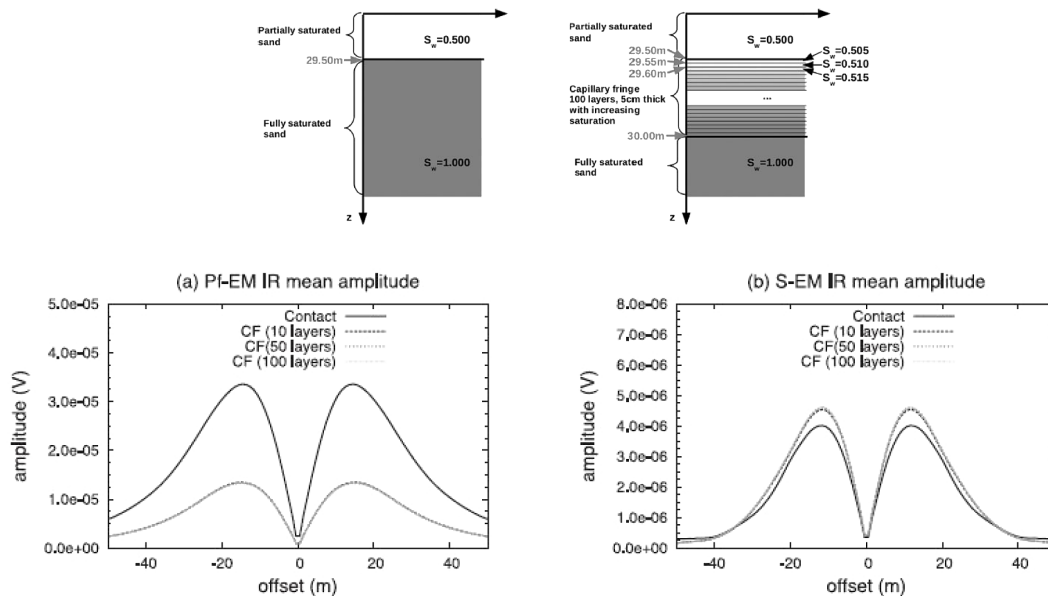 Partially saturated
sand
S_w=0.500
29.50m
Fully saturated
sand
S_w=1.000
z
Partially saturated
sand
S_w=0.500
29.50m
29.55m
29.60m
S_w=0.505
S_w=0.510
S_w=0.515
Capillary fringe
100 layers, 5cm thick
with increasing
saturation
...
30.00m
Fully saturated
sand
S_w=1.000
z
(a) Pf-EM IR mean amplitude
5.0e-05
4.0e-05
3.0e-05
2.0e-05
1.0e-05
0.0e+00
amplitude (V)
Contact
CF (10 layers)
CF(50 layers)
CF (100 layers)
-40 -20 0 20 40
offset (m)
(b) S-EM IR mean amplitude
8.0e-06
7.0e-06
6.0e-06
5.0e-06
4.0e-06
3.0e-06
2.0e-06
1.0e-06
0.0e+00
amplitude (V)
Contact
CF (10 layers)
CF(50 layers)
CF (100 layers)
-40 -20 0 20 40
offset (m)